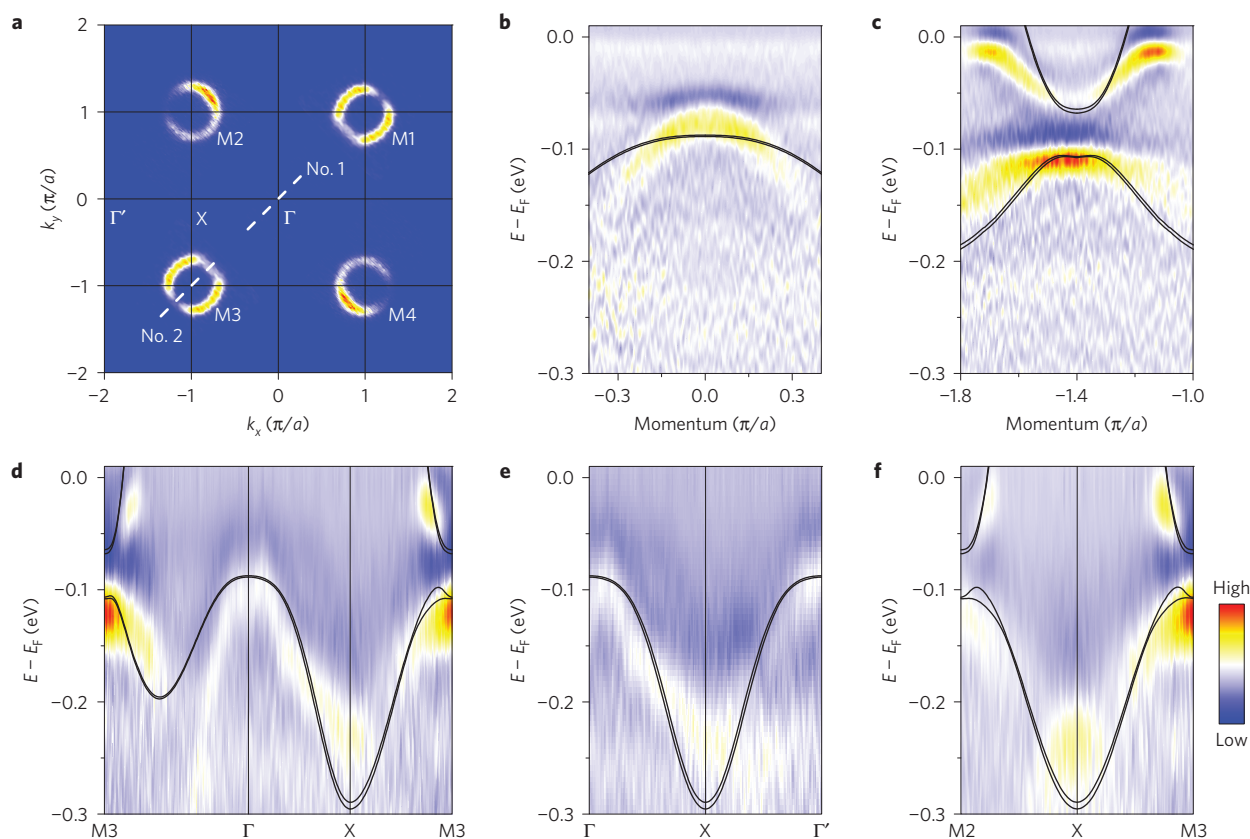 a
2
1
0
−1
−2
−2
−1
0
1
2
k_y (π/a)
k_x (π/a)
M2
M1
No. 1
Γ′
X
Γ
M3
M4
No. 2
b
0.0
−0.1
−0.2
−0.3
−0.3
0.0
0.3
E − E_F (eV)
Momentum (π/a)
c
0.0
−0.1
−0.2
−0.3
−1.8
−1.4
−1.0
E − E_F (eV)
Momentum (π/a)
d
0.0
−0.1
−0.2
−0.3
E − E_F (eV)
M3
Γ
X
M3
e
0.0
−0.1
−0.2
−0.3
E − E_F (eV)
Γ
X
Γ′
f
0.0
−0.1
−0.2
−0.3
E − E_F (eV)
M2
X
M3
High
Low